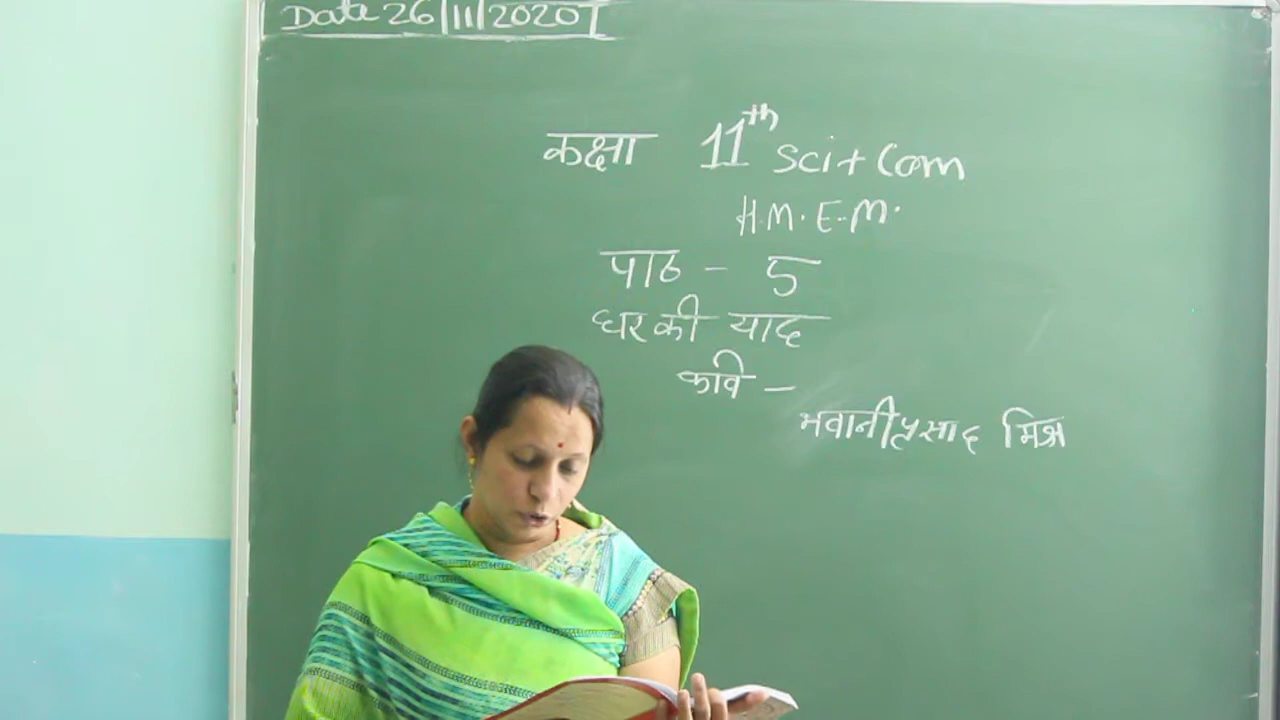 Date 26/11/2020
कक्षा 11th Sci+ Com
H.M. E.M.
पाठ - 5
घर की याद
कवि -
भवानीप्रसाद मिश्र